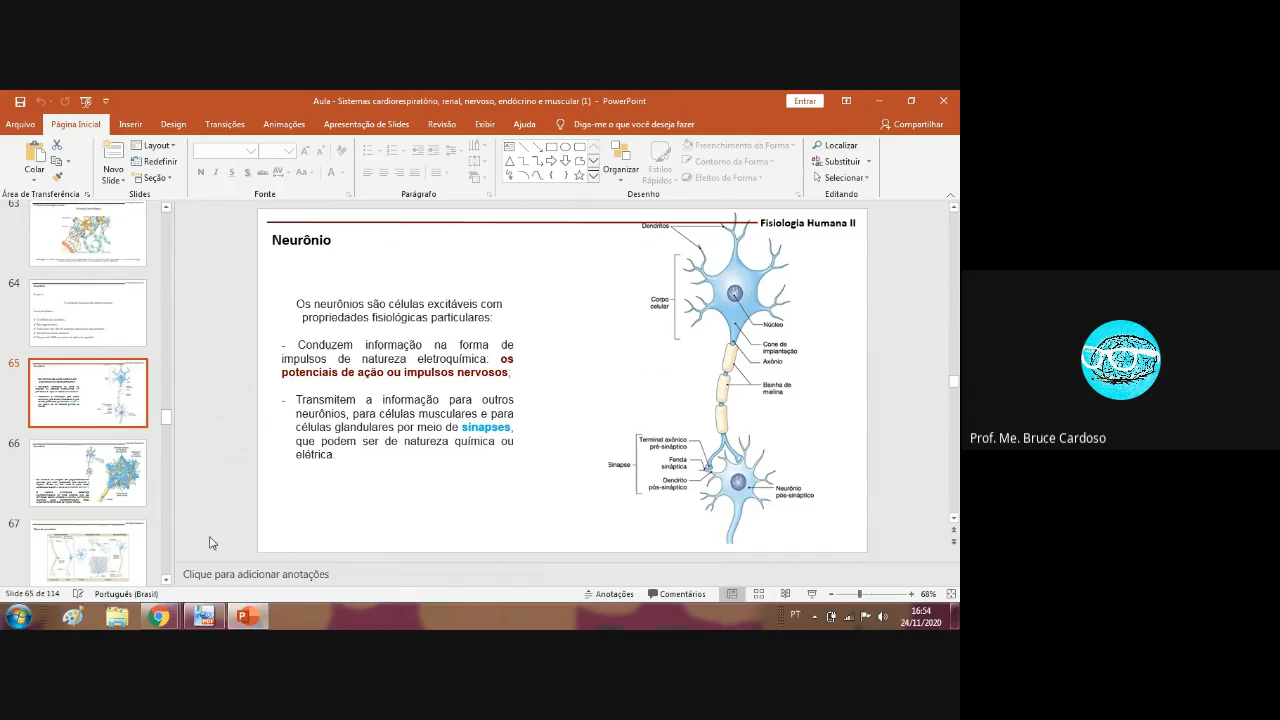 Aula - Sistemas cardiorespiratório, renal, nervoso, endócrino e muscular (1) - PowerPoint
Entrar
Arquivo
Página Inicial
Inserir
Design
Transições
Animações
Apresentação de Slides
Revisão
Exibir
Ajuda
Diga-me o que você deseja fazer
Compartilhar
Colar
Área de Transferência
Novo
Slide
Layout
Redefinir
Seção
Slides
N
I
S
S
abc
AV
Aa
A
Fonte
Parágrafo
Organizar
Estilos
Rápidos
Preenchimento da Forma
Contorno da Forma
Efeitos de Forma
Desenho
Localizar
Substituir
Selecionar
Editando
63
64
65
66
67
Fisiologia Humana II
Neurônio
Os neurônios são células excitáveis com
propriedades fisiológicas particulares:
- Conduzem informação na forma de
impulsos de natureza eletroquímica: os
potenciais de ação ou impulsos nervosos;
- Transmitem a informação para outros
neurônios, para células musculares e para
células glandulares por meio de sinapses,
que podem ser de natureza química ou
elétrica.
Dendritos
Corpo
celular
Núcleo
Cone de
implantação
Axônio
Bainha de
mielina
Sinapse
Terminal axônico
pré-sináptico
Fenda
sináptica
Dendrito
pós-sináptico
Neurônio
pós-sináptico
Clique para adicionar anotações
Slide 65 de 114
Português (Brasil)
Anotações
Comentários
68%
PT
16:54
24/11/2020
Prof. Me. Bruce Cardoso